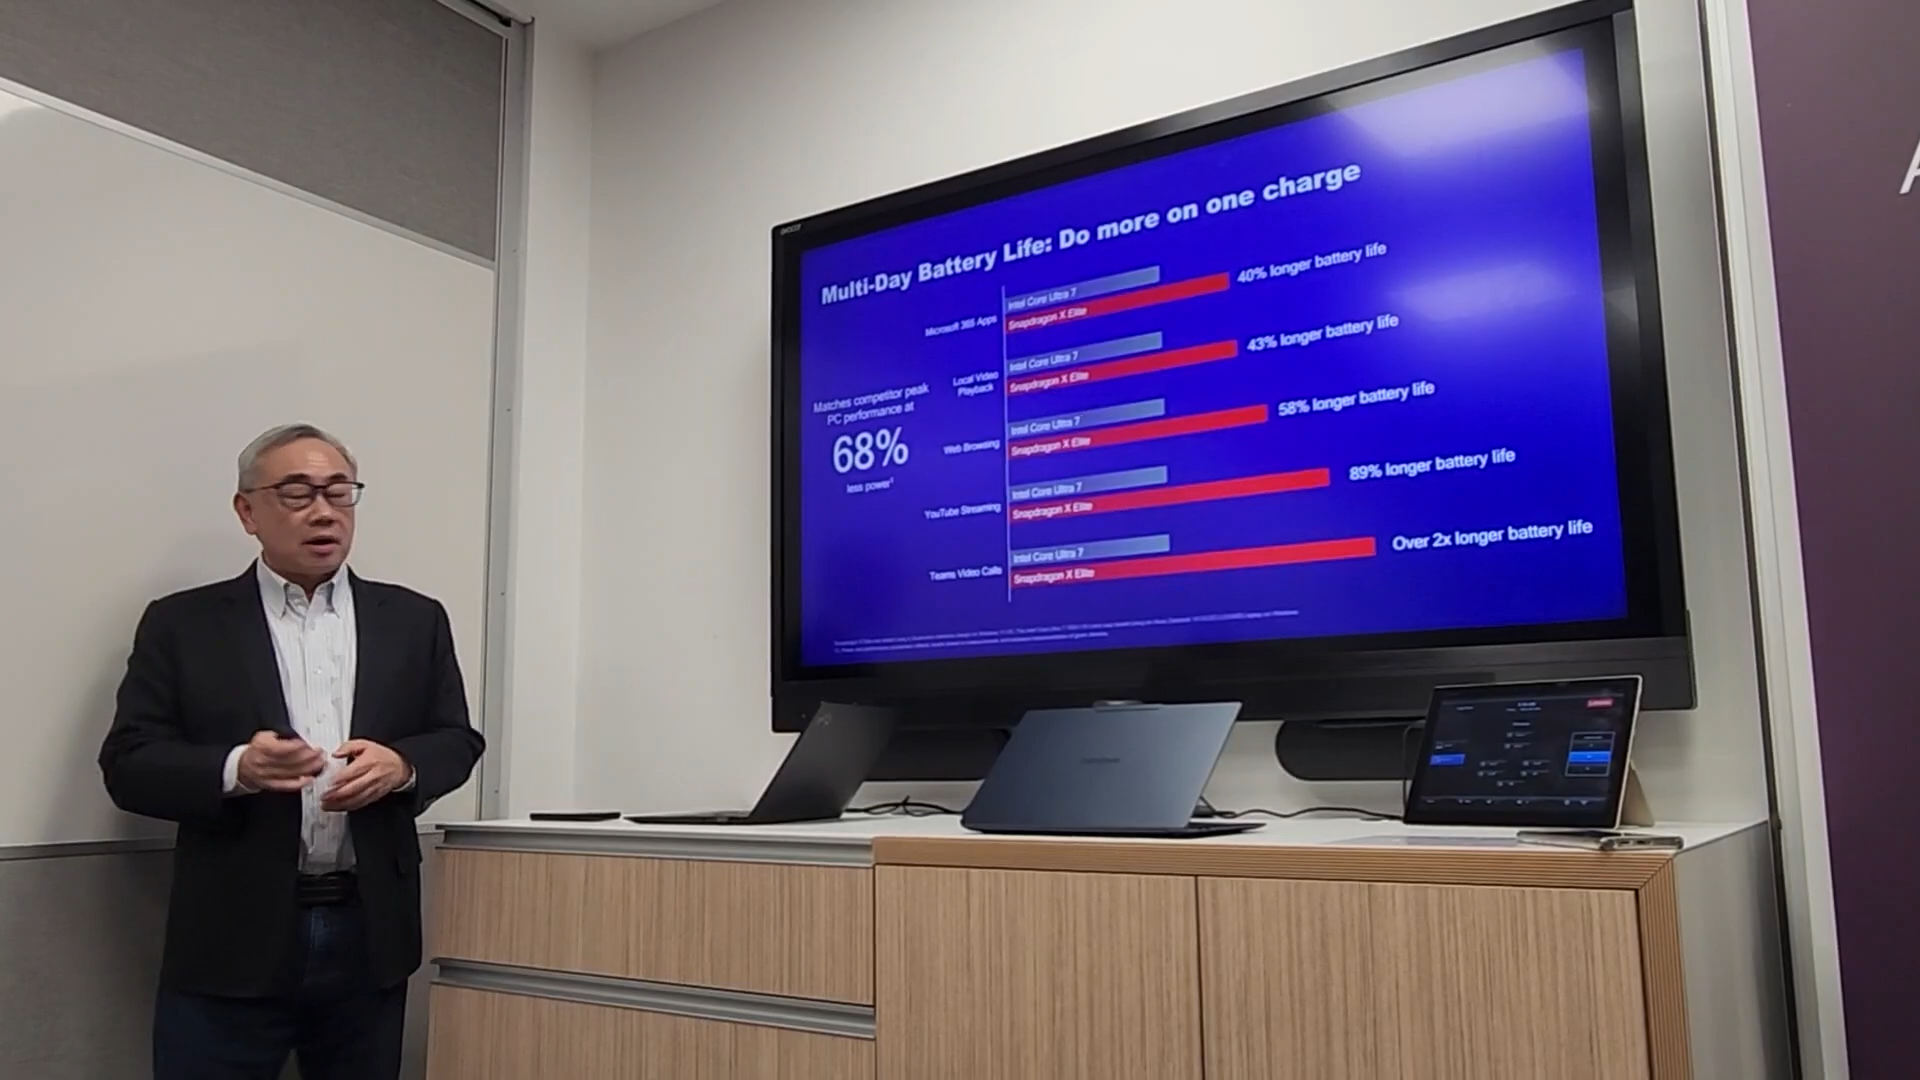 Multi-Day Battery Life: Do more on one charge
Matches competitor peak
PC performance at
68%
less power¹
Microsoft 365 Apps
Intel Core Ultra 7
Snapdragon X Elite
40% longer battery life
Local Video
Playback
Intel Core Ultra 7
Snapdragon X Elite
43% longer battery life
Web Browsing
Intel Core Ultra 7
Snapdragon X Elite
58% longer battery life
YouTube Streaming
Intel Core Ultra 7
Snapdragon X Elite
89% longer battery life
Teams Video Calls
Intel Core Ultra 7
Snapdragon X Elite
Over 2x longer battery life